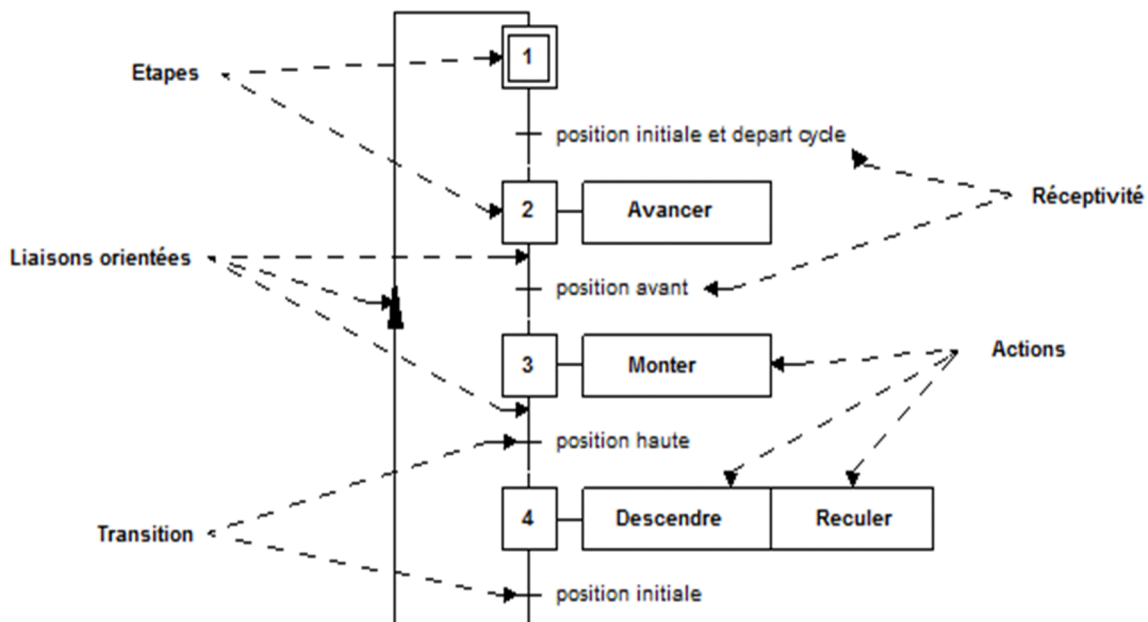 1
Etapes
position initiale et depart cycle
2
Avancer
Réceptivité
Liaisons orientées
position avant
3
Monter
Actions
position haute
4
Descendre
Reculer
Transition
position initiale